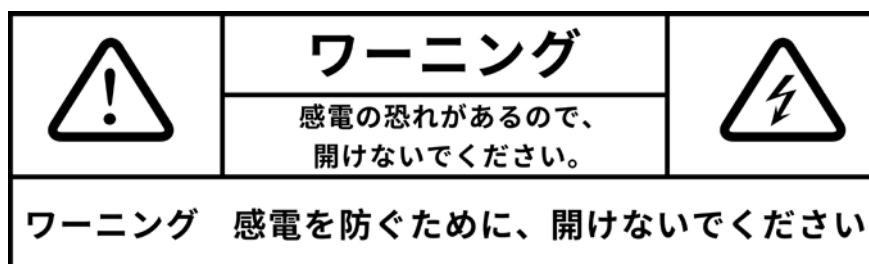 ワーニング
感電の恐れがあるので、
開けないでください。
ワーニング　感電を防ぐために、開けないでください